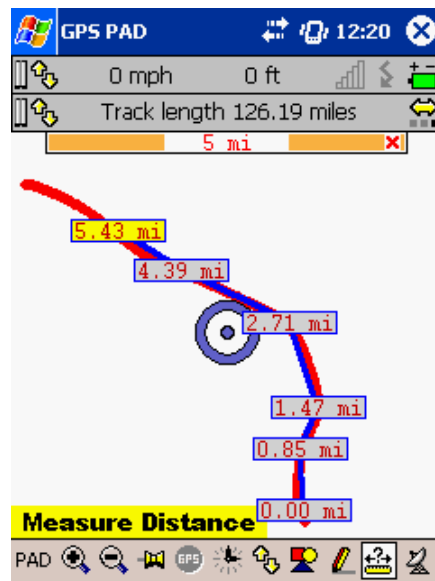 GPS PAD 12:20
0 mph 0 ft
Track length 126.19 miles
5 mi
5.43 mi
4.39 mi
2.71 mi
1.47 mi
0.85 mi
0.00 mi
Measure Distance
PAD GPS